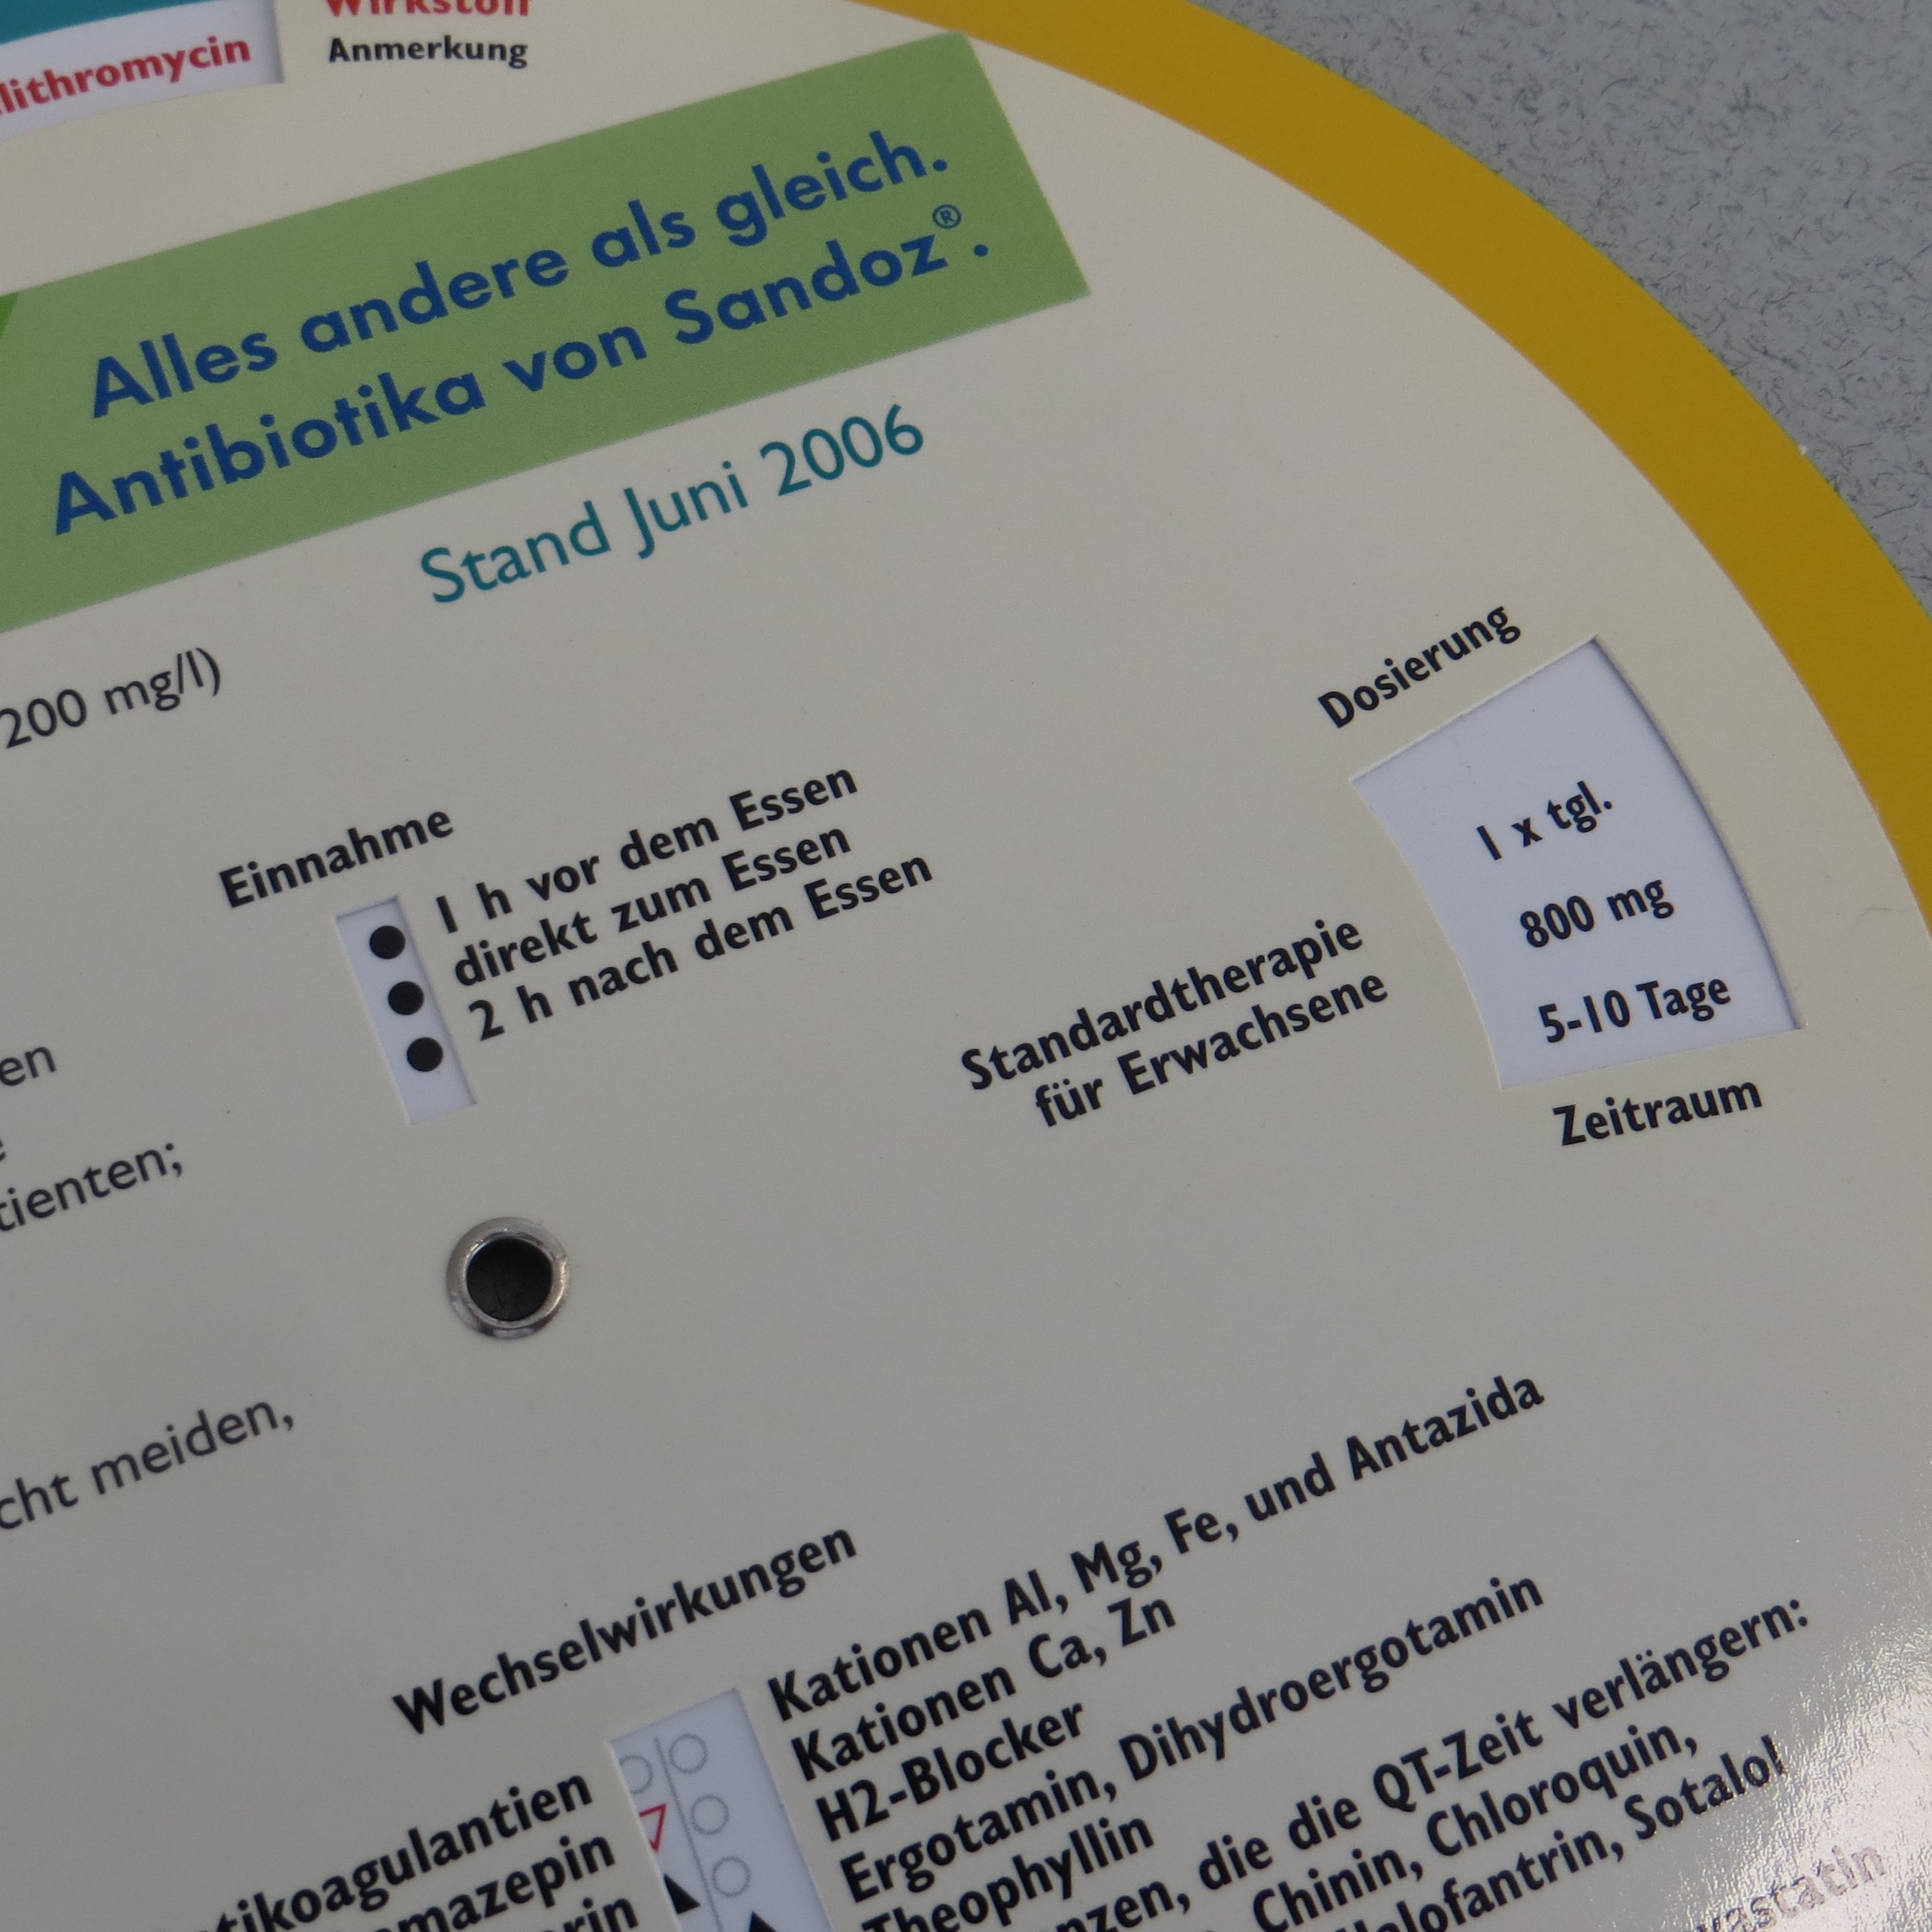 Wirkstoff
Anmerkung
Alles andere als gleich.
Antibiotika von Sandoz®.
Stand Juni 2006
200 mg/l)
Dosierung
1 x tgl.
800 mg
5-10 Tage
Zeitraum
Standardtherapie
für Erwachsene
Einnahme
1 h vor dem Essen
direkt zum Essen
2 h nach dem Essen
en
tienten;
cht meiden,
Wechselwirkungen
Kationen Al, Mg, Fe, und Antazida
Kationen Ca, Zn
H2-Blocker
Ergotamin, Dihydroergotamin
Theophyllin
nzen, die die QT-Zeit verlängern:
Chinin, Chloroquin,
Halofantrin, Sotalol
tikoagulantien
mazepin
rin
vastatin